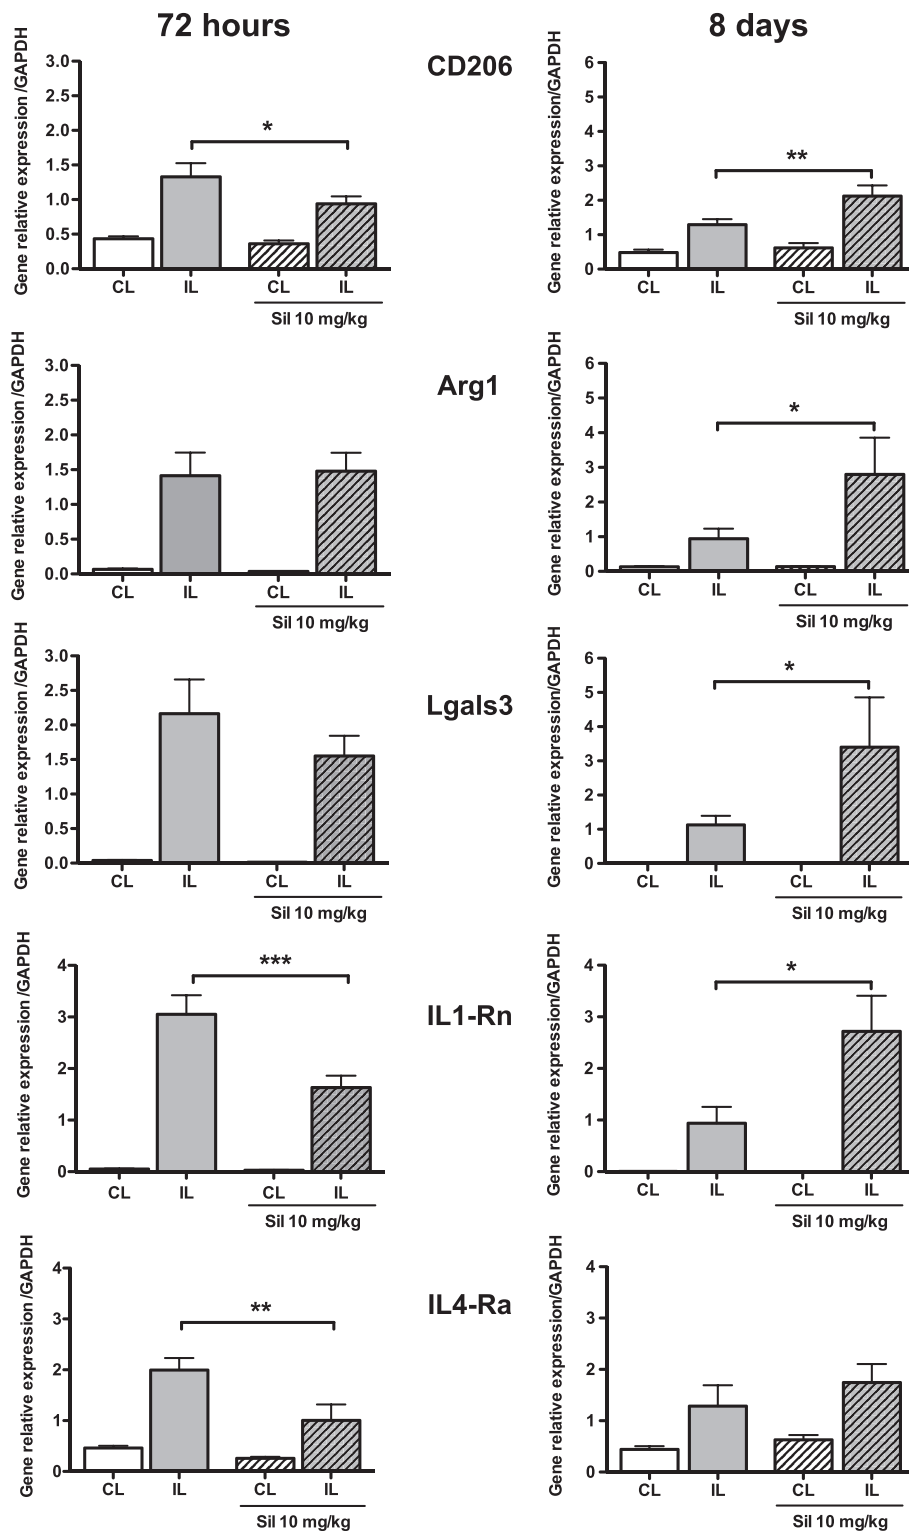 72 hours
8 days
CD206
Gene relative expression /GAPDH
3.0
2.5
2.0
1.5
1.0
0.5
0.0
*
CL
IL
CL
IL
Sil 10 mg/kg
Gene relative expression/GAPDH
6
5
4
3
2
1
0
**
CL
IL
CL
IL
Sil 10 mg/kg
Arg1
Gene relative expression /GAPDH
3.0
2.5
2.0
1.5
1.0
0.5
0.0
CL
IL
CL
IL
Sil 10 mg/kg
Gene relative expression/GAPDH
6
5
4
3
2
1
0
*
CL
IL
CL
IL
Sil 10 mg/kg
Lgals3
Gene relative expression /GAPDH
3.0
2.5
2.0
1.5
1.0
0.5
0.0
CL
IL
CL
IL
Sil 10 mg/kg
Gene relative expression/GAPDH
6
5
4
3
2
1
0
*
CL
IL
CL
IL
Sil 10 mg/kg
IL1-Rn
Gene relative expression /GAPDH
4
3
2
1
0
***
CL
IL
CL
IL
Sil 10 mg/kg
Gene relative expression/GAPDH
4
3
2
1
0
*
CL
IL
CL
IL
Sil 10 mg/kg
IL4-Ra
Gene relative expression /GAPDH
4
3
2
1
0
**
CL
IL
CL
IL
Sil 10 mg/kg
Gene relative expression/GAPDH
4
3
2
1
0
CL
IL
CL
IL
Sil 10 mg/kg